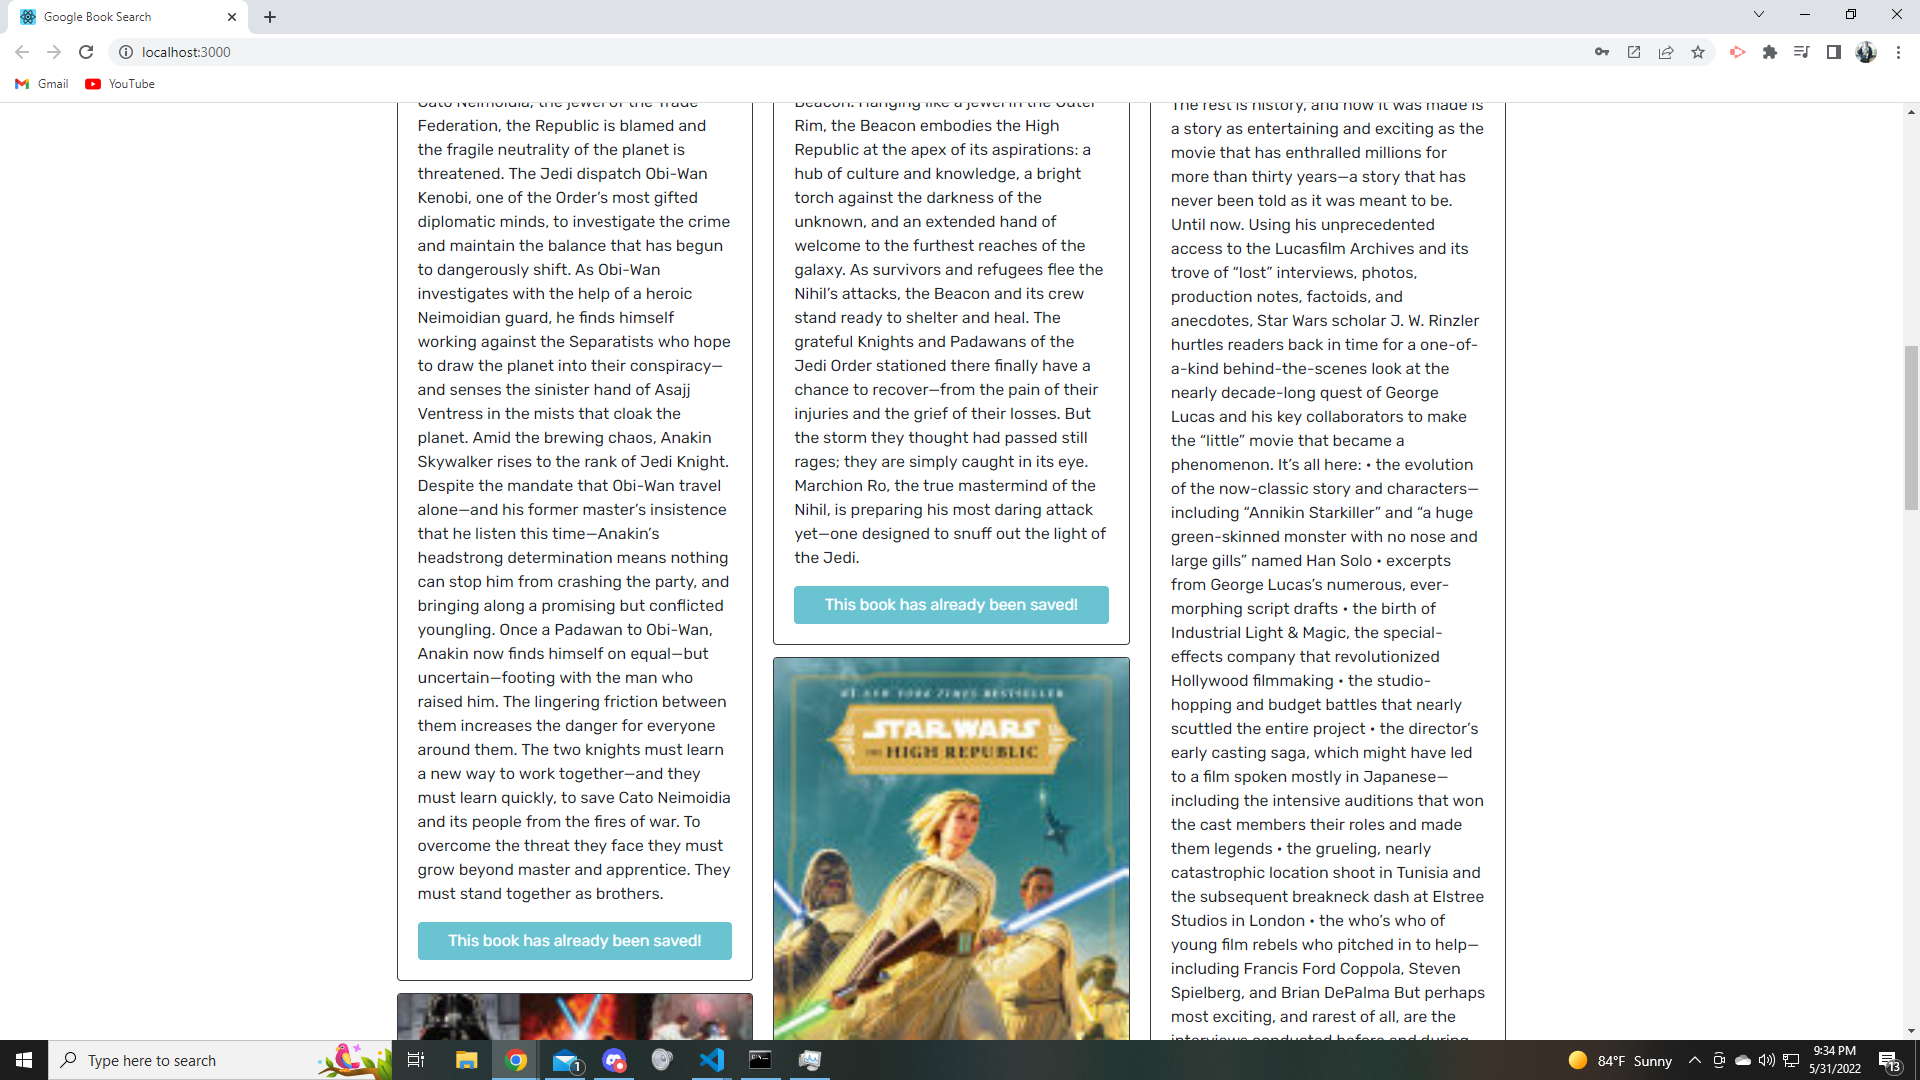 Google Book Search
localhost:3000
Gmail
YouTube
Cato Neimoidia, the jewel of the Trade
Federation, the Republic is blamed and
the fragile neutrality of the planet is
threatened. The Jedi dispatch Obi-Wan
Kenobi, one of the Order’s most gifted
diplomatic minds, to investigate the crime
and maintain the balance that has begun
to dangerously shift. As Obi-Wan
investigates with the help of a heroic
Neimoidian guard, he finds himself
working against the Separatists who hope
to draw the planet into their conspiracy—
and senses the sinister hand of Asajj
Ventress in the mists that cloak the
planet. Amid the brewing chaos, Anakin
Skywalker rises to the rank of Jedi Knight.
Despite the mandate that Obi-Wan travel
alone—and his former master’s insistence
that he listen this time—Anakin’s
headstrong determination means nothing
can stop him from crashing the party, and
bringing along a promising but conflicted
youngling. Once a Padawan to Obi-Wan,
Anakin now finds himself on equal—but
uncertain—footing with the man who
raised him. The lingering friction between
them increases the danger for everyone
around them. The two knights must learn
a new way to work together—and they
must learn quickly, to save Cato Neimoidia
and its people from the fires of war. To
overcome the threat they face they must
grow beyond master and apprentice. They
must stand together as brothers.
This book has already been saved!
Beacon. Hanging like a jewel in the Outer
Rim, the Beacon embodies the High
Republic at the apex of its aspirations: a
hub of culture and knowledge, a bright
torch against the darkness of the
unknown, and an extended hand of
welcome to the furthest reaches of the
galaxy. As survivors and refugees flee the
Nihil’s attacks, the Beacon and its crew
stand ready to shelter and heal. The
grateful Knights and Padawans of the
Jedi Order stationed there finally have a
chance to recover—from the pain of their
injuries and the grief of their losses. But
the storm they thought had passed still
rages; they are simply caught in its eye.
Marchion Ro, the true mastermind of the
Nihil, is preparing his most daring attack
yet—one designed to snuff out the light of
the Jedi.
This book has already been saved!
#1 NEW YORK TIMES BESTSELLER
STAR WARS
THE HIGH REPUBLIC
The rest is history, and how it was made is
a story as entertaining and exciting as the
movie that has enthralled millions for
more than thirty years—a story that has
never been told as it was meant to be.
Until now. Using his unprecedented
access to the Lucasfilm Archives and its
trove of “lost” interviews, photos,
production notes, factoids, and
anecdotes, Star Wars scholar J. W. Rinzler
hurtles readers back in time for a one-of-
a-kind behind-the-scenes look at the
nearly decade-long quest of George
Lucas and his key collaborators to make
the “little” movie that became a
phenomenon. It’s all here: • the evolution
of the now-classic story and characters—
including “Annikin Starkiller” and “a huge
green-skinned monster with no nose and
large gills” named Han Solo • excerpts
from George Lucas’s numerous, ever-
morphing script drafts • the birth of
Industrial Light & Magic, the special-
effects company that revolutionized
Hollywood filmmaking • the studio-
hopping and budget battles that nearly
scuttled the entire project • the director’s
early casting saga, which might have led
to a film spoken mostly in Japanese—
including the intensive auditions that won
the cast members their roles and made
them legends • the grueling, nearly
catastrophic location shoot in Tunisia and
the subsequent breakneck dash at Elstree
Studios in London • the who’s who of
young film rebels who pitched in to help—
including Francis Ford Coppola, Steven
Spielberg, and Brian DePalma But perhaps
most exciting, and rarest of all, are the
interviews conducted before and during
Type here to search
1
84°F Sunny
9:34 PM
5/31/2022
13